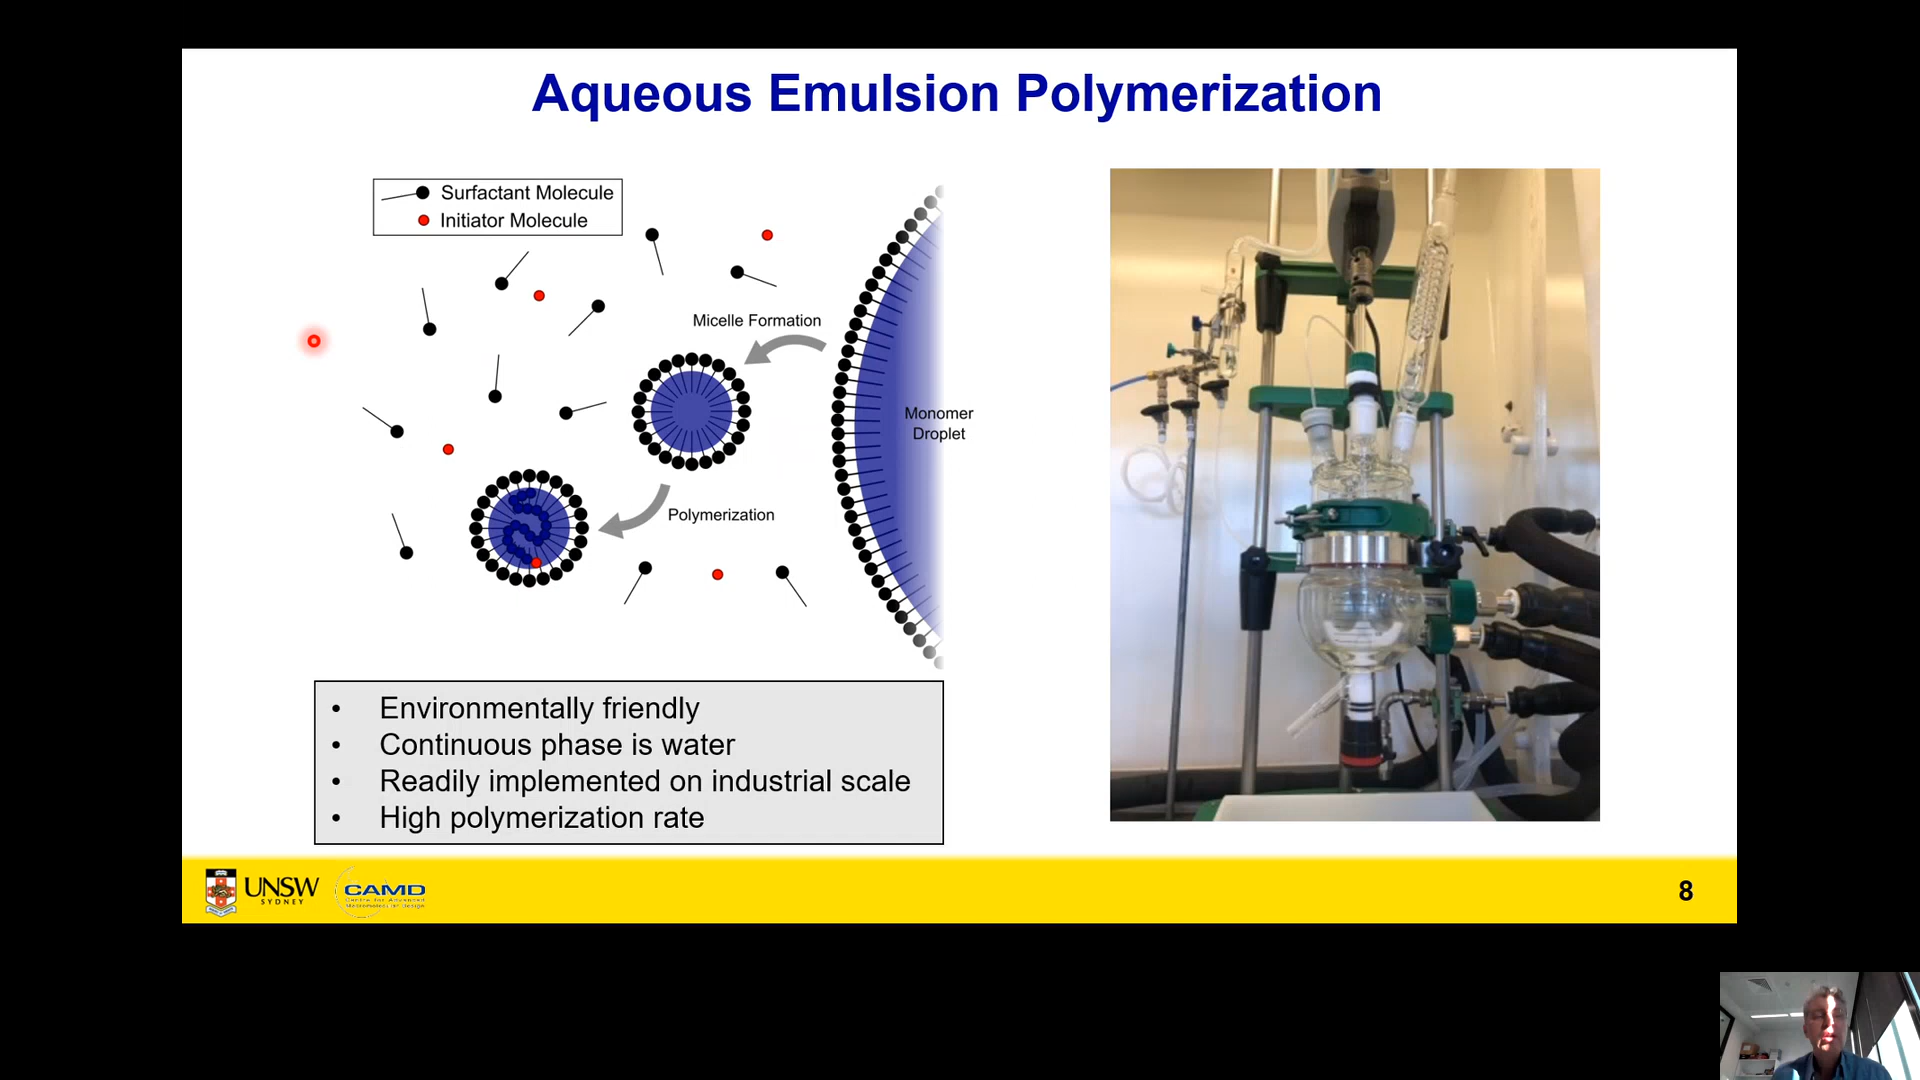 Aqueous Emulsion Polymerization
Surfactant Molecule
Initiator Molecule
Micelle Formation
Monomer
Droplet
Polymerization
• Environmentally friendly
• Continuous phase is water
• Readily implemented on industrial scale
• High polymerization rate
UNSW
SYDNEY
CAMD
Centre for Advanced
Macromolecular Design
8